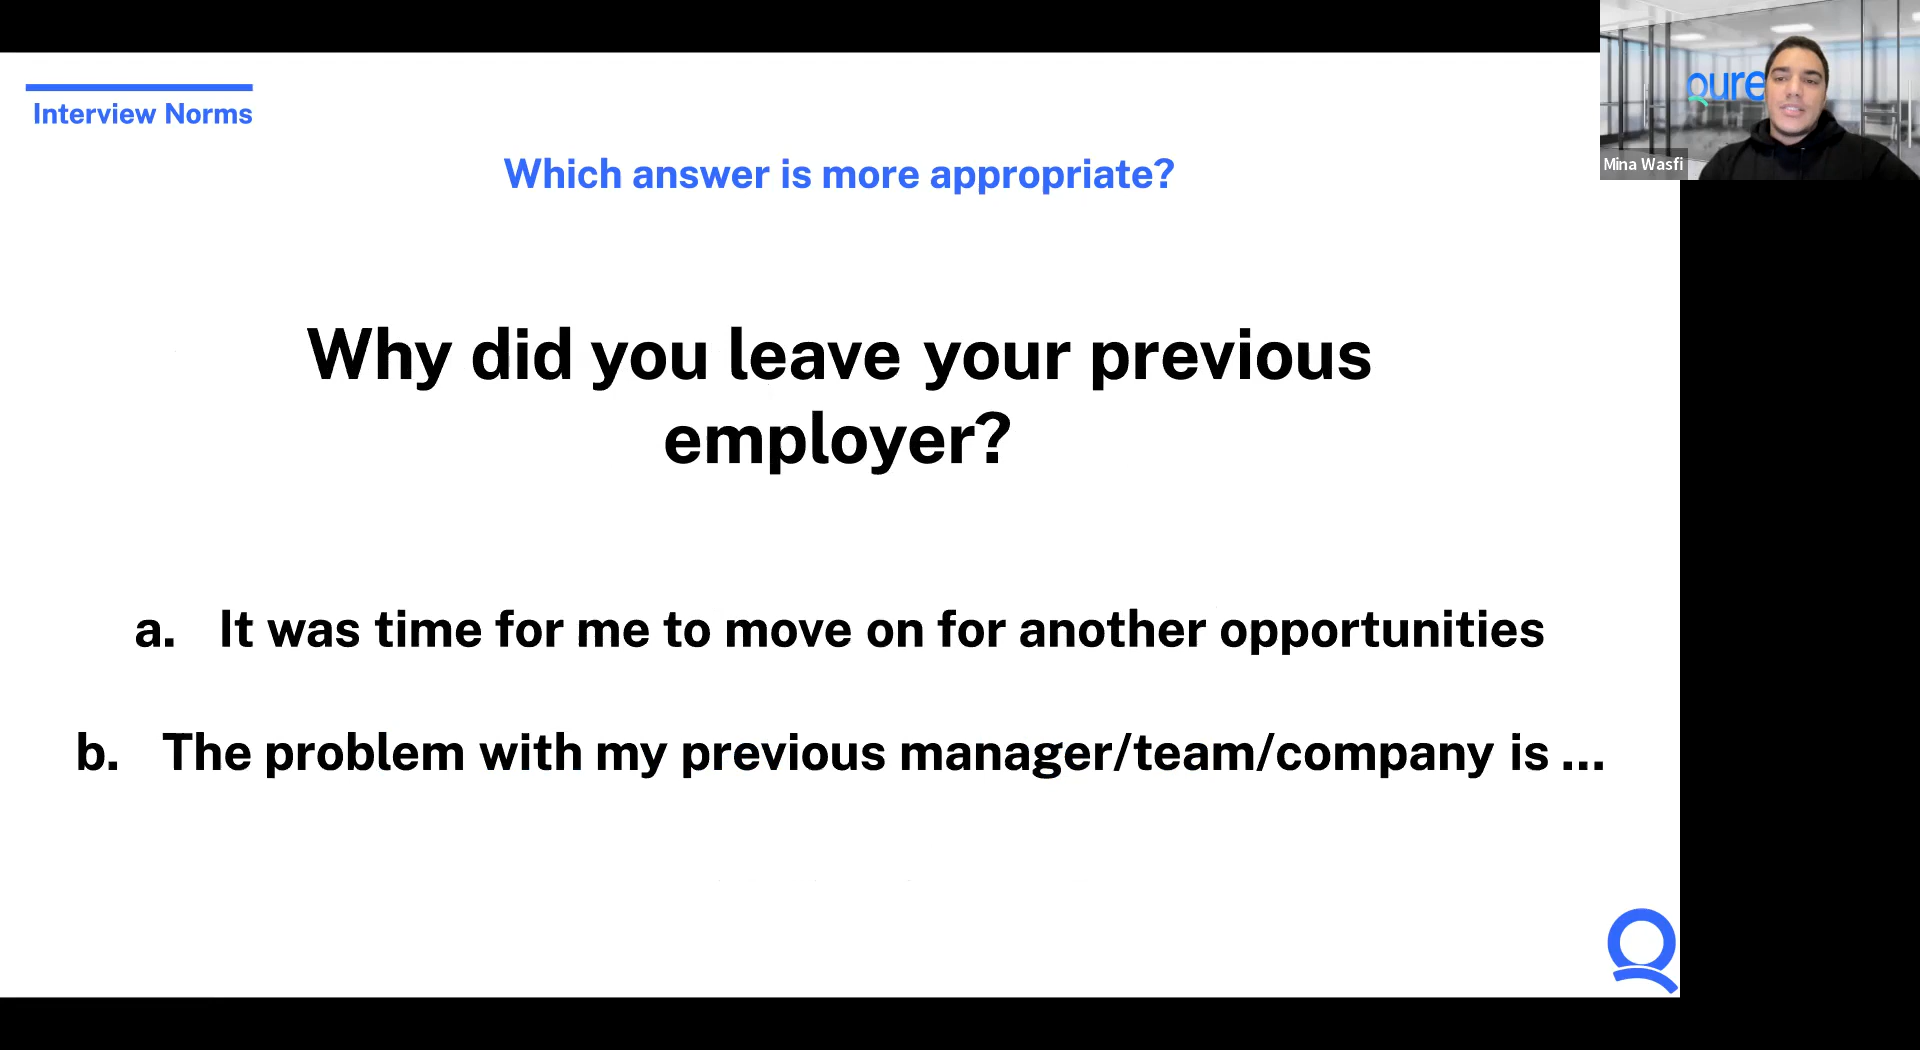 Interview Norms
Which answer is more appropriate?
Why did you leave your previous
employer?
a. It was time for me to move on for another opportunities
b. The problem with my previous manager/team/company is ...
Qure
Mina Wasfi